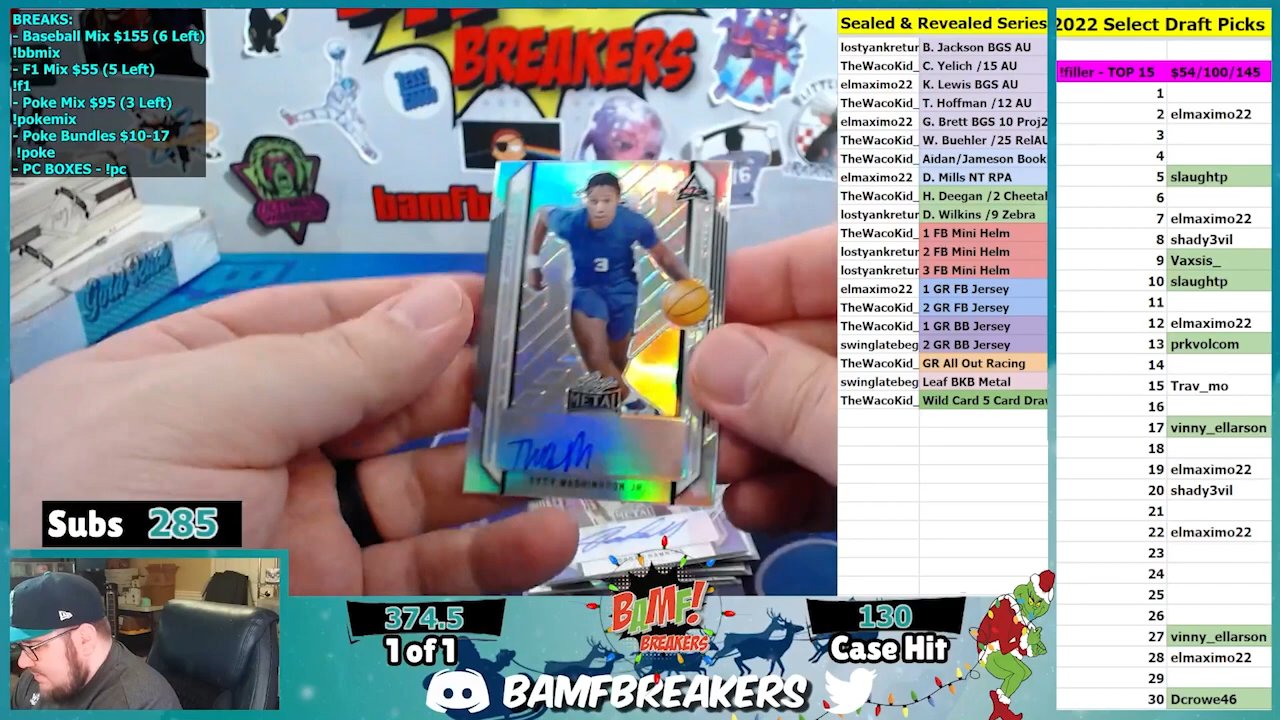 BREAKS:
- Baseball Mix $155 (6 Left)
!bbmix
- F1 Mix $55 (5 Left)
!f1
- Poke Mix $95 (3 Left)
!pokemix
- Poke Bundles $10-17
!poke
- PC BOXES - !pc
BREAKERS
bamfb
Gold Rush
3
Leaf
METAL
TYTY WASHINGTON JR
METAL
Subs 285
374.5
1 of 1
BAMF!
BREAKERS
130
Case Hit
BAMFBREAKERS
Sealed & Revealed Series
lostyankretur B. Jackson BGS AU
TheWacoKid_ C. Yelich /15 AU
elmaximo22 K. Lewis BGS AU
TheWacoKid_ T. Hoffman /12 AU
elmaximo22 G. Brett BGS 10 Proj2
TheWacoKid_ W. Buehler /25 RelAU
TheWacoKid_ Aidan/Jameson Book
elmaximo22 D. Mills NT RPA
TheWacoKid_ H. Deegan /2 Cheetal
lostyankretur D. Wilkins /9 Zebra
TheWacoKid_ 1 FB Mini Helm
lostyankretur 2 FB Mini Helm
lostyankretur 3 FB Mini Helm
elmaximo22 1 GR FB Jersey
TheWacoKid_ 2 GR FB Jersey
TheWacoKid_ 1 GR BB Jersey
swinglatebeg 2 GR BB Jersey
TheWacoKid_ GR All Out Racing
swinglatebeg Leaf BKB Metal
TheWacoKid_ Wild Card 5 Card Dra
2022 Select Draft Picks
!filler - TOP 15 $54/100/145
1
2 elmaximo22
3
4
5 slaughtp
6
7 elmaximo22
8 shady3vil
9 Vaxsis_
10 slaughtp
11
12 elmaximo22
13 prkvolcom
14
15 Trav_mo
16
17 vinny_ellarson
18
19 elmaximo22
20 shady3vil
21
22 elmaximo22
23
24
25
26
27 vinny_ellarson
28 elmaximo22
29
30 Dcrowe46